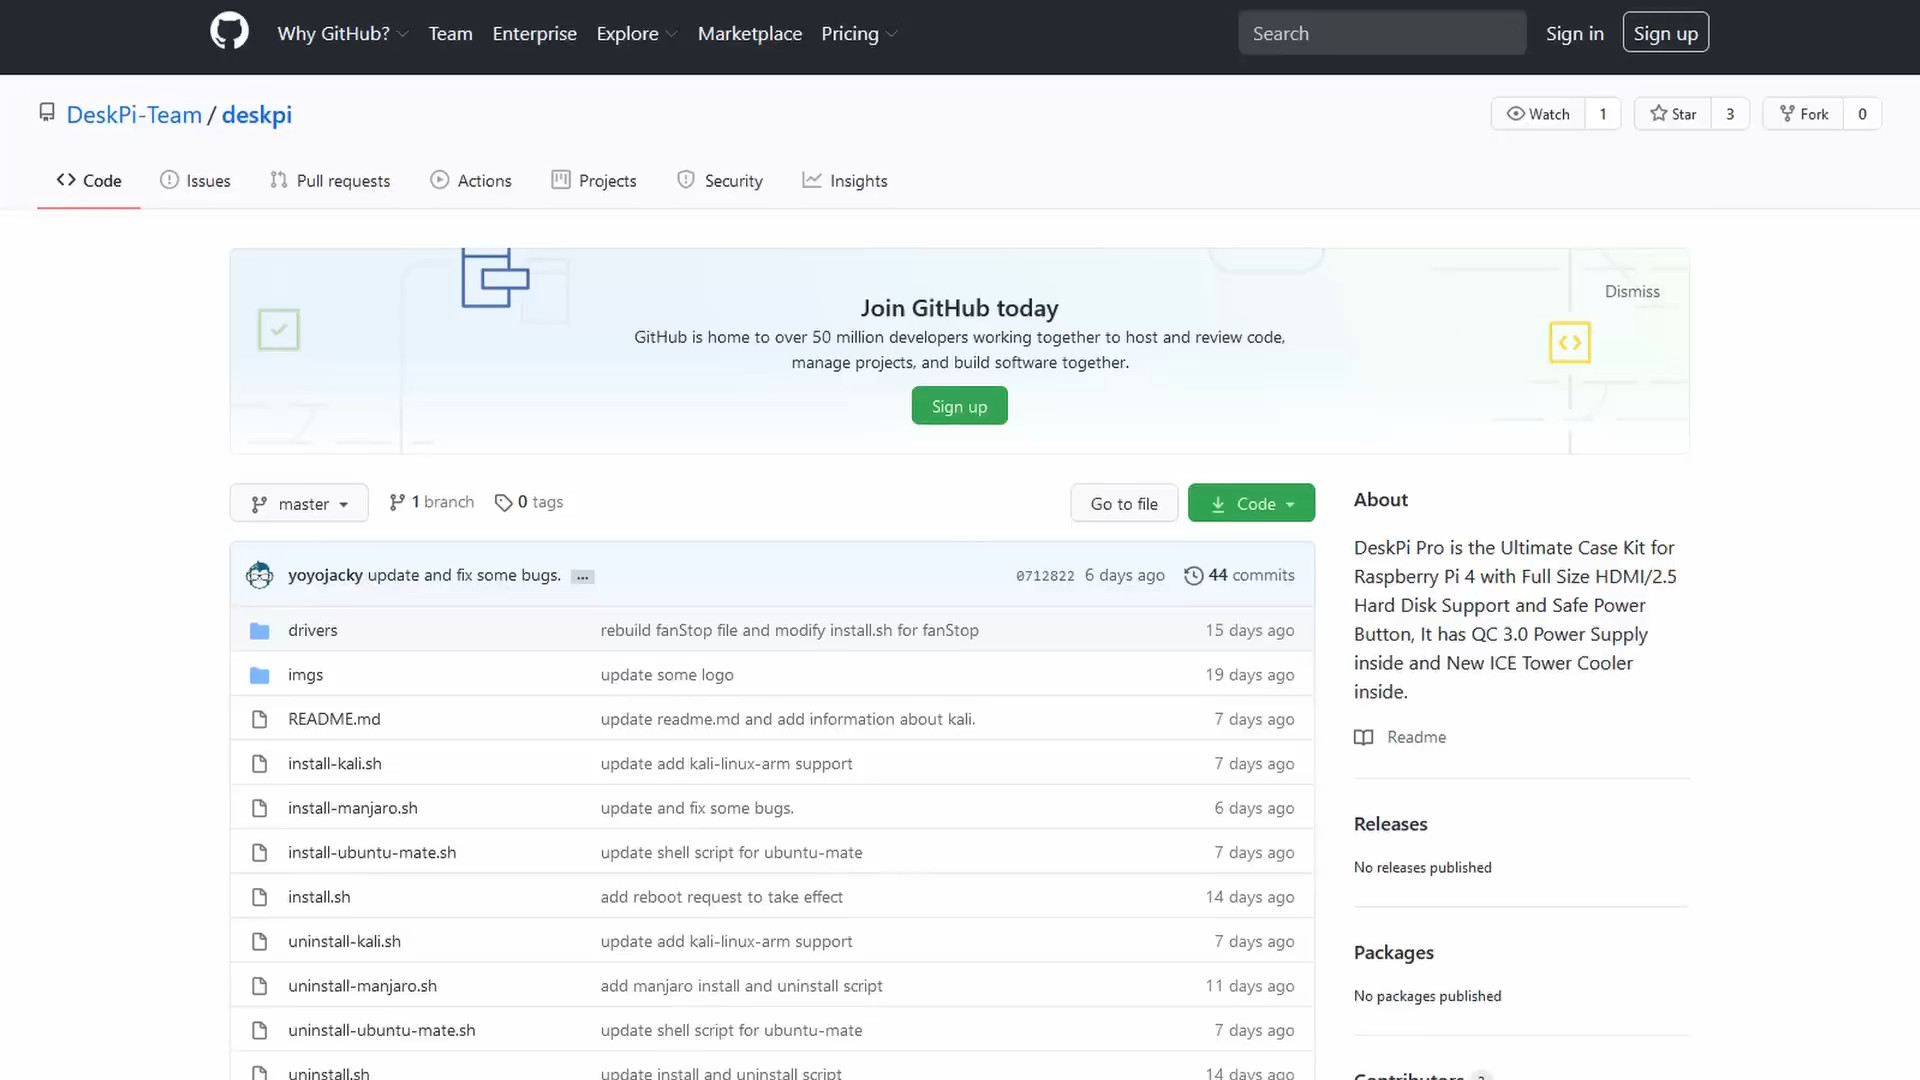 Why GitHub? Team Enterprise Explore Marketplace Pricing Search Sign in Sign up
DeskPi-Team / deskpi Watch 1 Star 3 Fork 0
Code Issues Pull requests Actions Projects Security Insights
Dismiss
Join GitHub today
GitHub is home to over 50 million developers working together to host and review code,
manage projects, and build software together.
Sign up
master 1 branch 0 tags Go to file Code
yoyojacky update and fix some bugs. ... 0712822 6 days ago 44 commits
drivers rebuild fanStop file and modify install.sh for fanStop 15 days ago
imgs update some logo 19 days ago
README.md update readme.md and add information about kali. 7 days ago
install-kali.sh update add kali-linux-arm support 7 days ago
install-manjaro.sh update and fix some bugs. 6 days ago
install-ubuntu-mate.sh update shell script for ubuntu-mate 7 days ago
install.sh add reboot request to take effect 14 days ago
uninstall-kali.sh update add kali-linux-arm support 7 days ago
uninstall-manjaro.sh add manjaro install and uninstall script 11 days ago
uninstall-ubuntu-mate.sh update shell script for ubuntu-mate 7 days ago
uninstall.sh update install and uninstall script 14 days ago
About
DeskPi Pro is the Ultimate Case Kit for
Raspberry Pi 4 with Full Size HDMI/2.5
Hard Disk Support and Safe Power
Button, It has QC 3.0 Power Supply
inside and New ICE Tower Cooler
inside.
Readme
Releases
No releases published
Packages
No packages published
Contributors